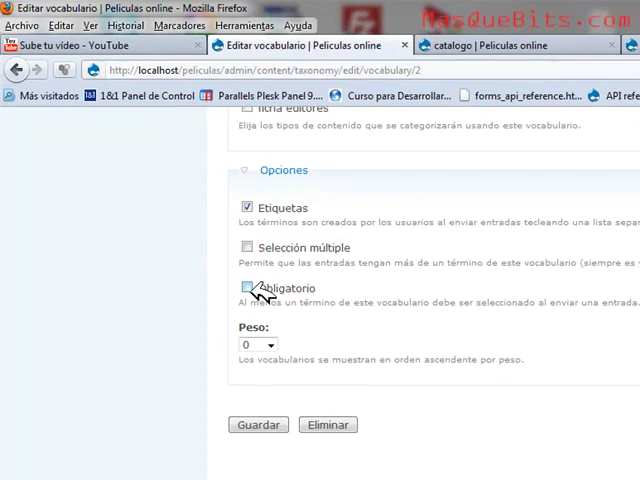 Editar vocabulario | Peliculas online - Mozilla Firefox
MasQueBits.com
Archivo Editar Ver Historial Marcadores Herramientas Ayuda
Sube tu vídeo - YouTube × Editar vocabulario | Peliculas online × catalogo | Peliculas online ×
http://localhost/peliculas/admin/content/taxonomy/edit/vocabulary/2
Más visitados 1&1 Panel de Control Parallels Plesk Panel 9.... Curso para Desarrollar... forms_api_reference.ht... API refe
ficha editores
Elija los tipos de contenido que se categorizarán usando este vocabulario.
Opciones
Etiquetas
Los términos son creados por los usuarios al enviar entradas tecleando una lista separ
Selección múltiple
Permite que las entradas tengan más de un término de este vocabulario (siempre es v
Obligatorio
Al menos un término de este vocabulario debe ser seleccionado al enviar una entrada.
Peso:
0
Los vocabularios se muestran en orden ascendente por peso.
Guardar Eliminar